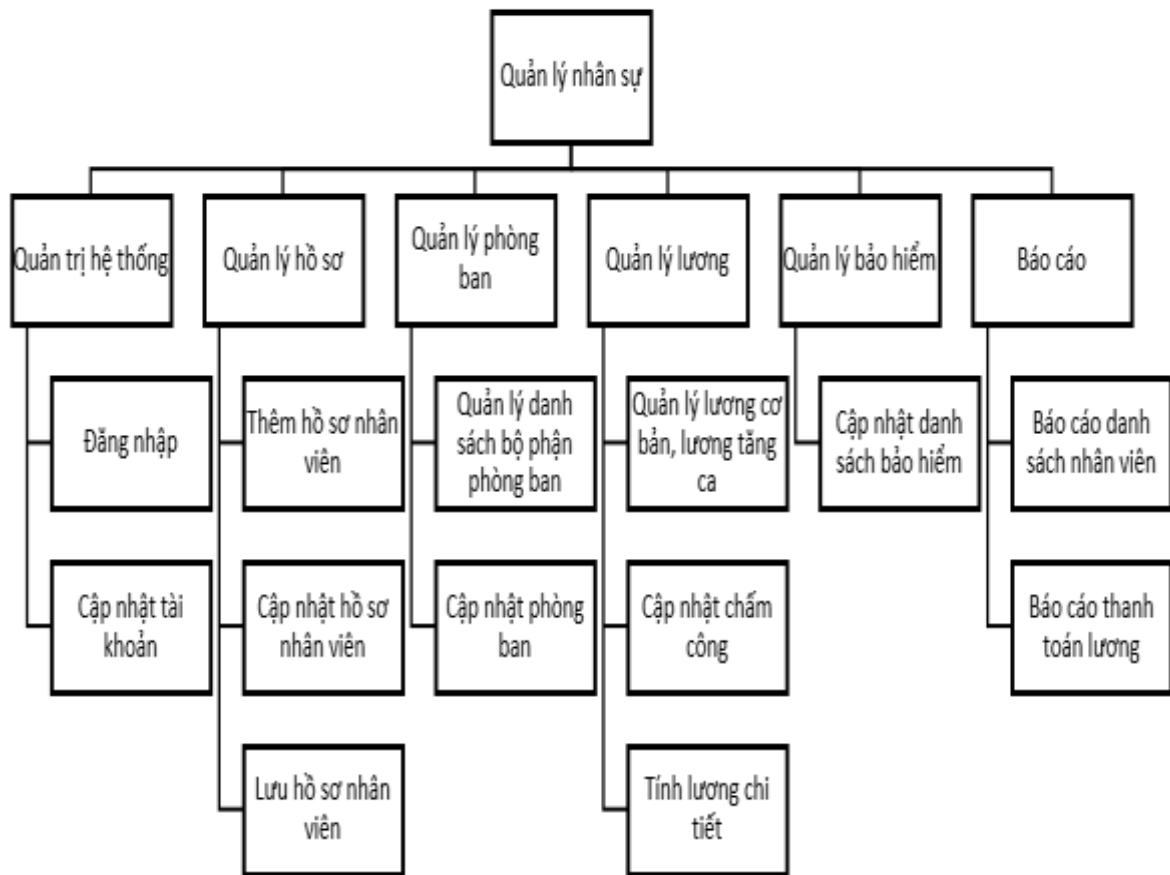 Quản lý nhân sự
Quản trị hệ thống
Quản lý hồ sơ
Quản lý phòng
ban
Quản lý lương
Quản lý bảo hiểm
Báo cáo
Đăng nhập
Thêm hồ sơ nhân
viên
Quản lý danh
sách bộ phận
phòng ban
Quản lý lương cơ
bản, lương tăng
ca
Cập nhật danh
sách bảo hiểm
Báo cáo danh
sách nhân viên
Cập nhật tài
khoản
Cập nhật hồ sơ
nhân viên
Cập nhật phòng
ban
Cập nhật chấm
công
Báo cáo thanh
toán lương
Lưu hồ sơ nhân
viên
Tính lương chi
tiết